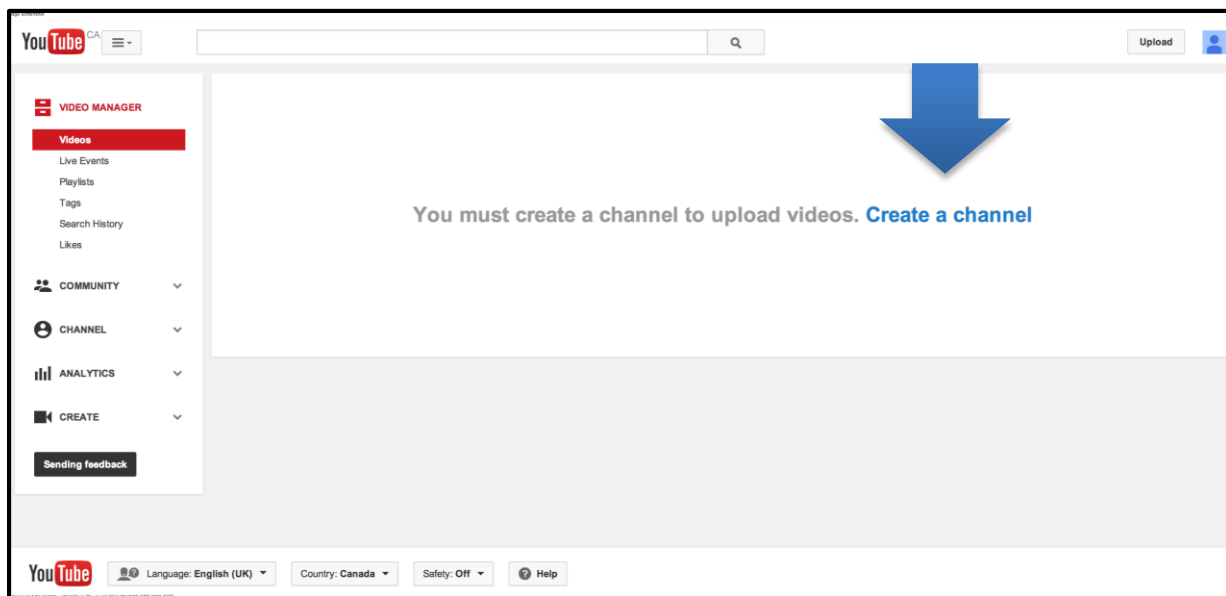 YouTube CA
Upload
VIDEO MANAGER
Videos
Live Events
Playlists
Tags
Search History
Likes
COMMUNITY
CHANNEL
ANALYTICS
CREATE
Sending feedback
You must create a channel to upload videos. Create a channel
YouTube Language: English (UK) Country: Canada Safety: Off Help